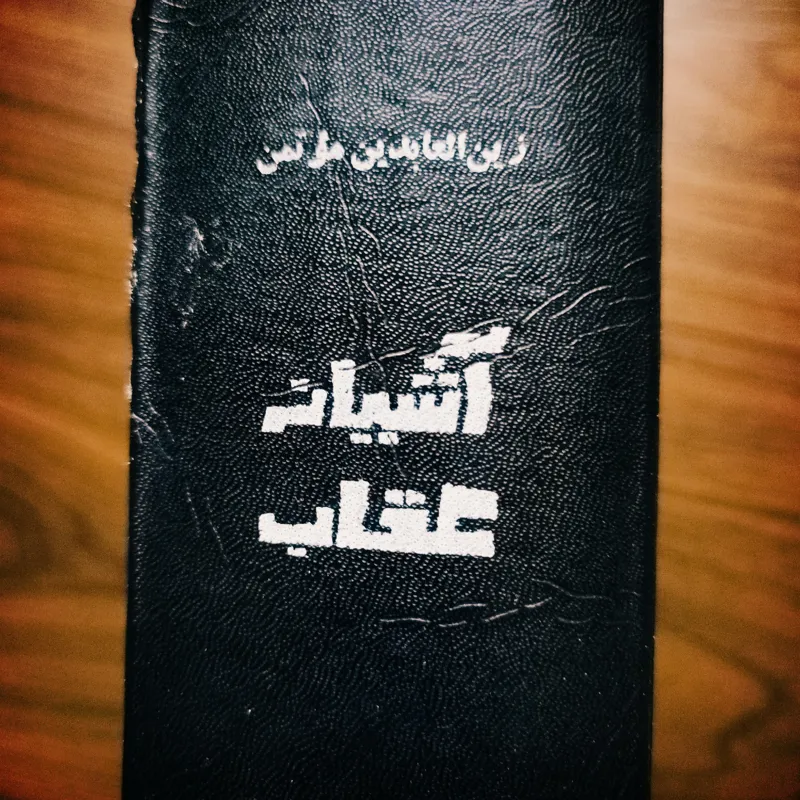 زین العابدین مؤتمن
آشیانه
عقاب